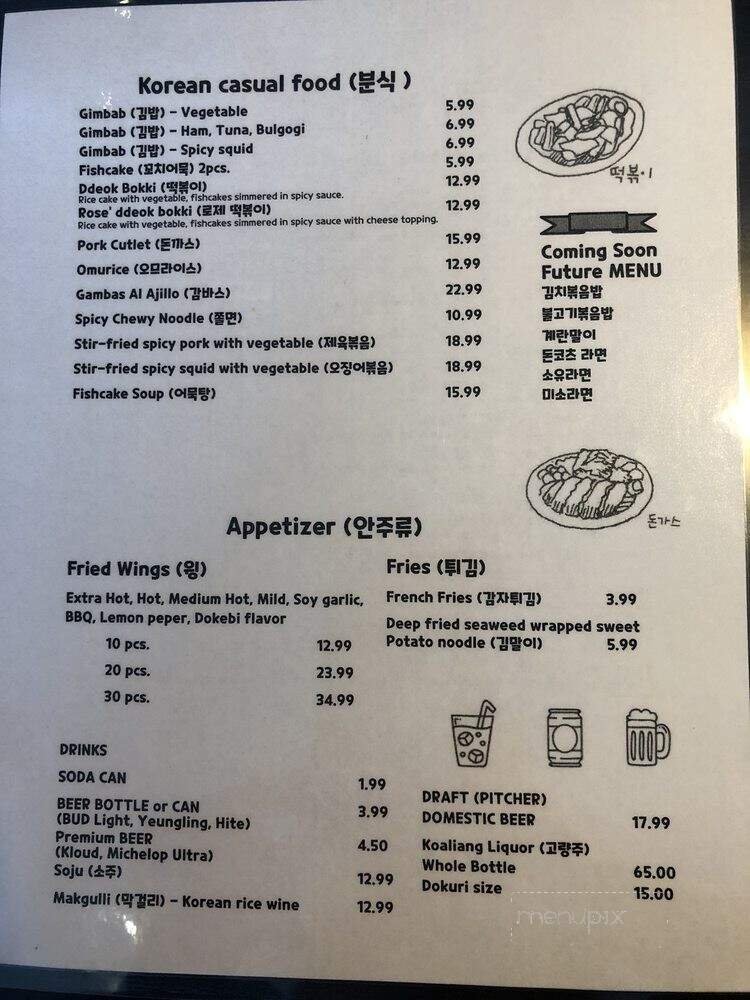 Korean casual food (분식 )
Gimbab (김밥) - Vegetable 5.99
Gimbab (김밥) - Ham, Tuna, Bulgogi 6.99
Gimbab (김밥) - Spicy squid 6.99
Fishcake (꼬치어묵) 2pcs. 5.99
Ddeok Bokki (떡볶이) 12.99
Rice cake with vegetable, fishcakes simmered in spicy sauce.
Rose' ddeok bokki (로제 떡볶이) 12.99
Rice cake with vegetable, fishcakes simmered in spicy sauce with cheese topping.
Pork Cutlet (돈까스) 15.99
Omurice (오므라이스) 12.99
Gambas Al Ajillo (감바스) 22.99
Spicy Chewy Noodle (쫄면) 10.99
Stir-fried spicy pork with vegetable (제육볶음) 18.99
Stir-fried spicy squid with vegetable (오징어볶음) 18.99
Fishcake Soup (어묵탕) 15.99
떡볶이
Coming Soon
Future MENU
김치볶음밥
불고기볶음밥
계란말이
돈코츠 라면
소유라면
미소라면
돈가스
Appetizer (안주류)
Fried Wings (윙)
Extra Hot, Hot, Medium Hot, Mild, Soy garlic,
BBQ, Lemon peper, Dokebi flavor
10 pcs. 12.99
20 pcs. 23.99
30 pcs. 34.99
Fries (튀김)
French Fries (감자튀김) 3.99
Deep fried seaweed wrapped sweet
Potato noodle (김말이) 5.99
DRINKS
SODA CAN 1.99
BEER BOTTLE or CAN 3.99
(BUD Light, Yeungling, Hite)
Premium BEER 4.50
(Kloud, Michelop Ultra)
Soju (소주) 12.99
Makgulli (막걸리) - Korean rice wine 12.99
DRAFT (PITCHER)
DOMESTIC BEER 17.99
Koaliang Liquor (고량주)
Whole Bottle 65.00
Dokuri size 15.00
menupix